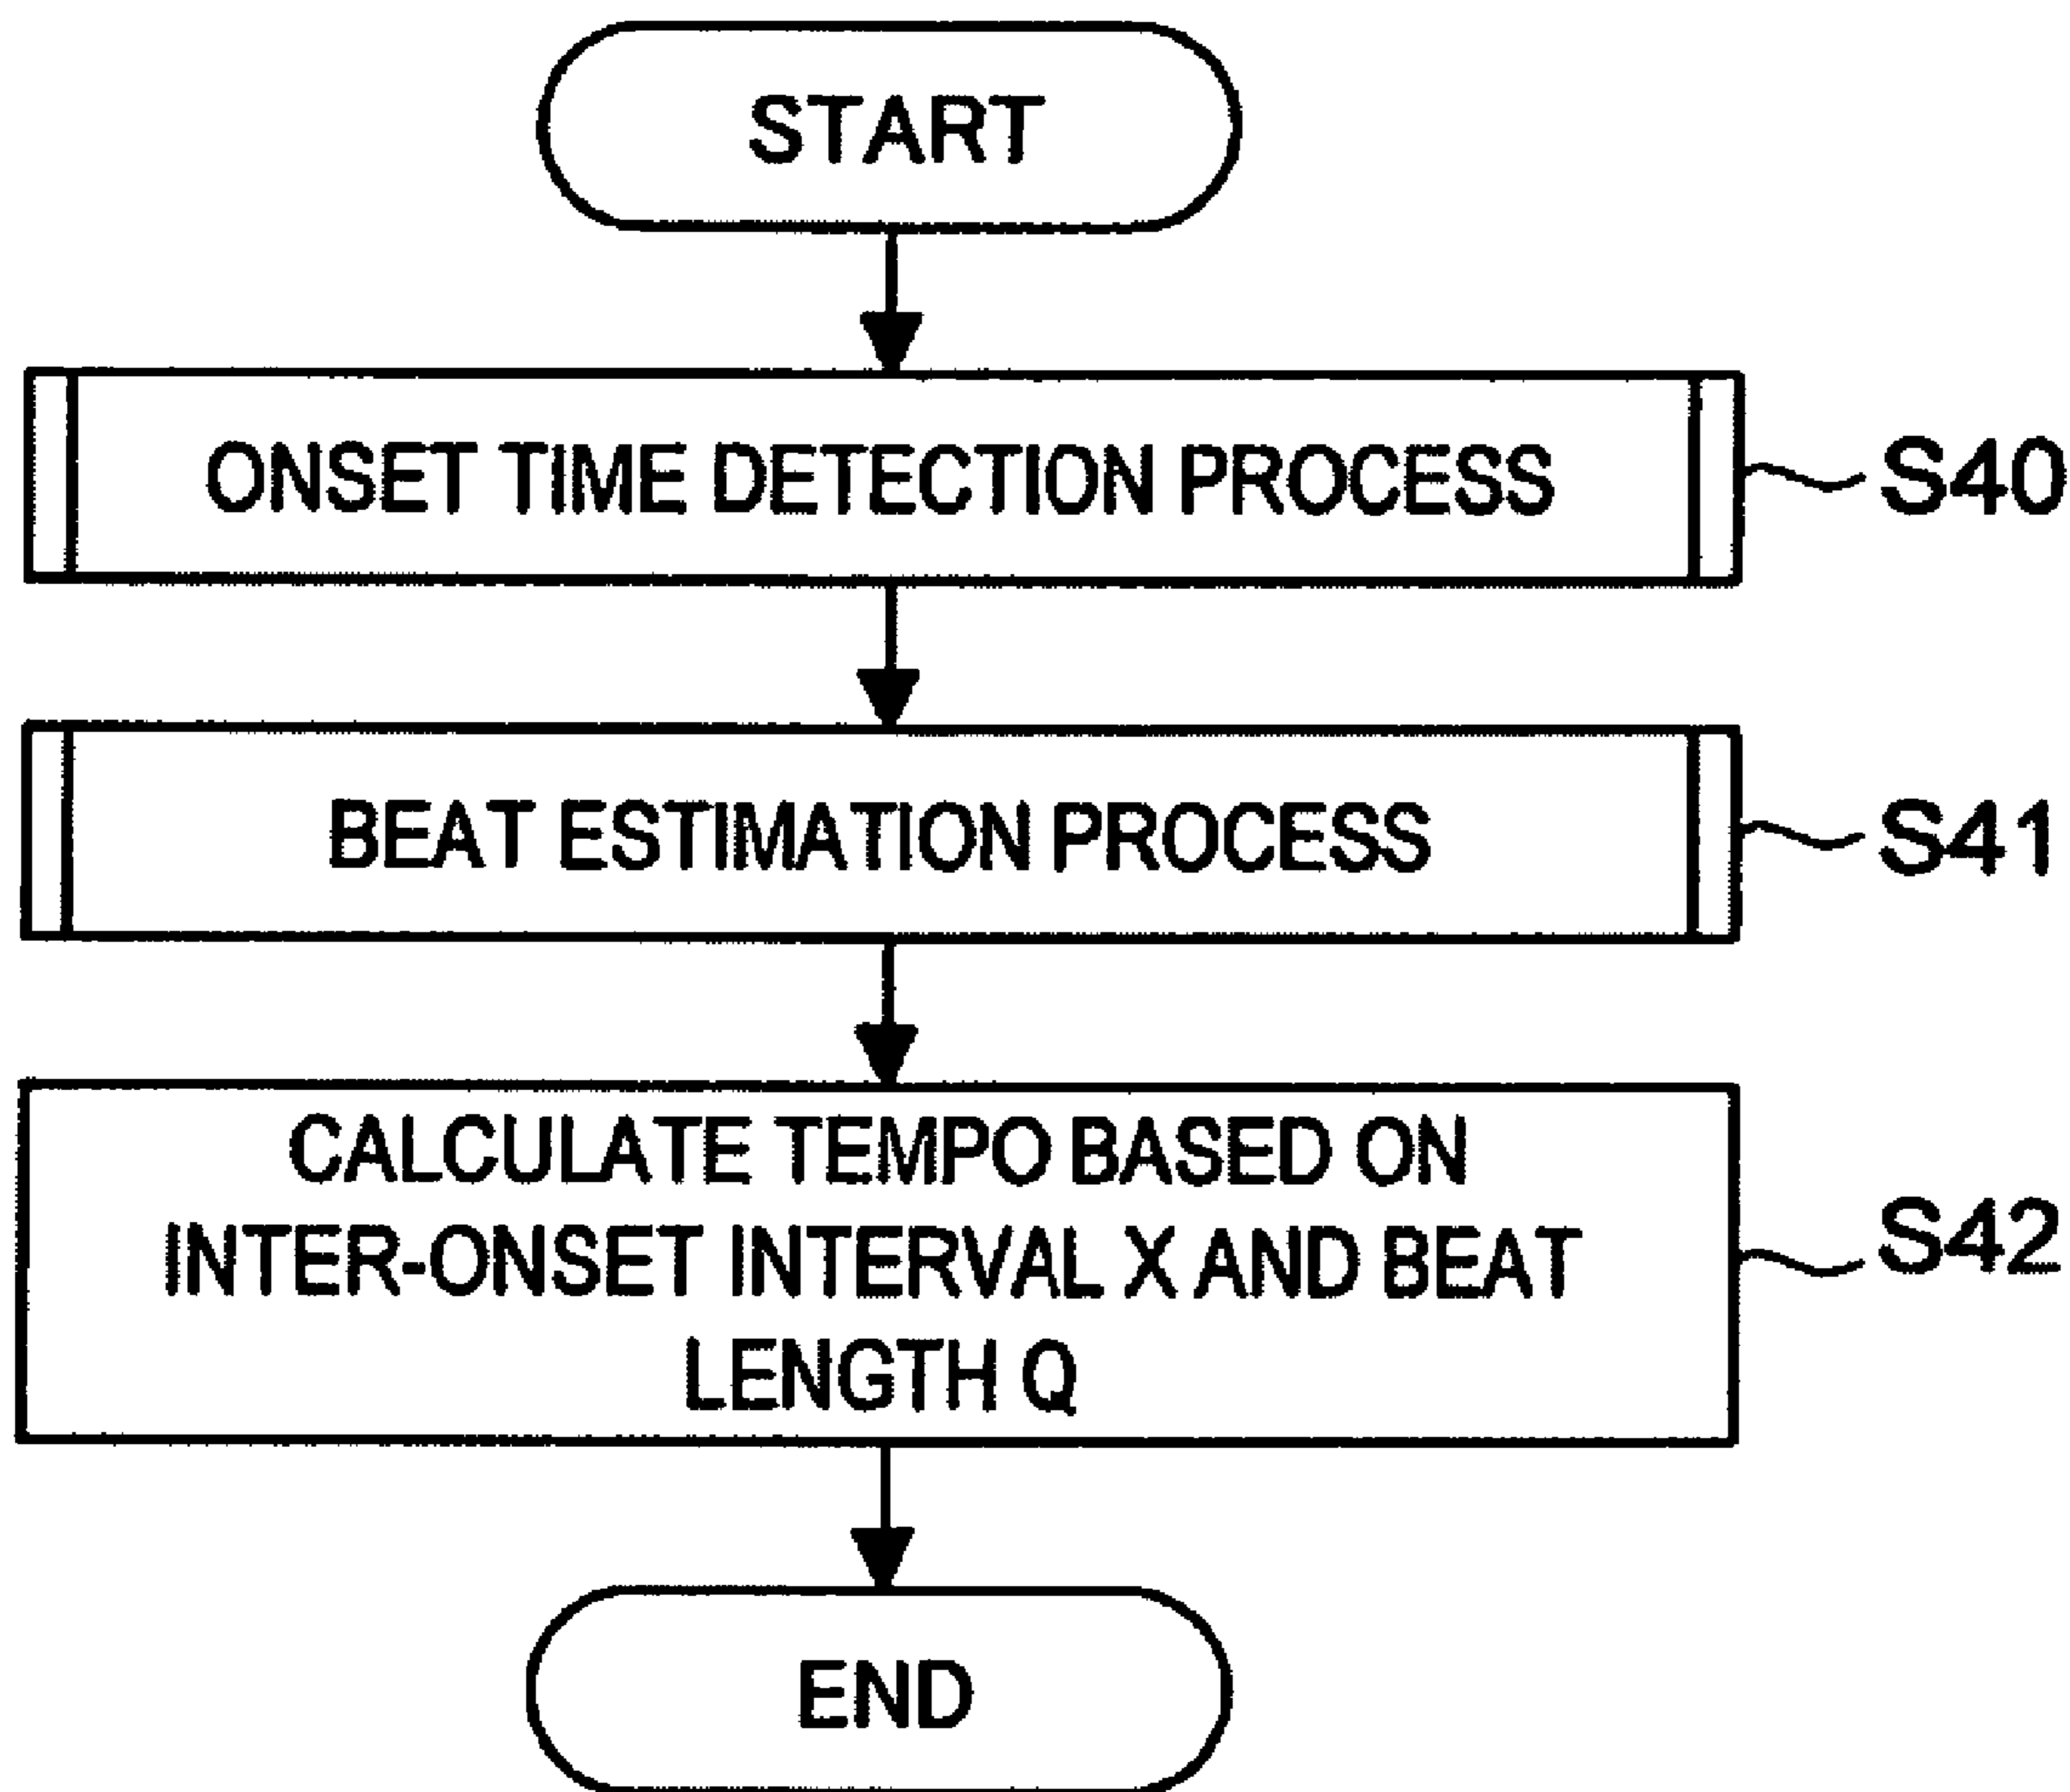 START
ONSET TIME DETECTION PROCESS
S40
BEAT ESTIMATION PROCESS
S41
CALCULATE TEMPO BASED ON
INTER-ONSET INTERVAL X AND BEAT
LENGTH Q
S42
END